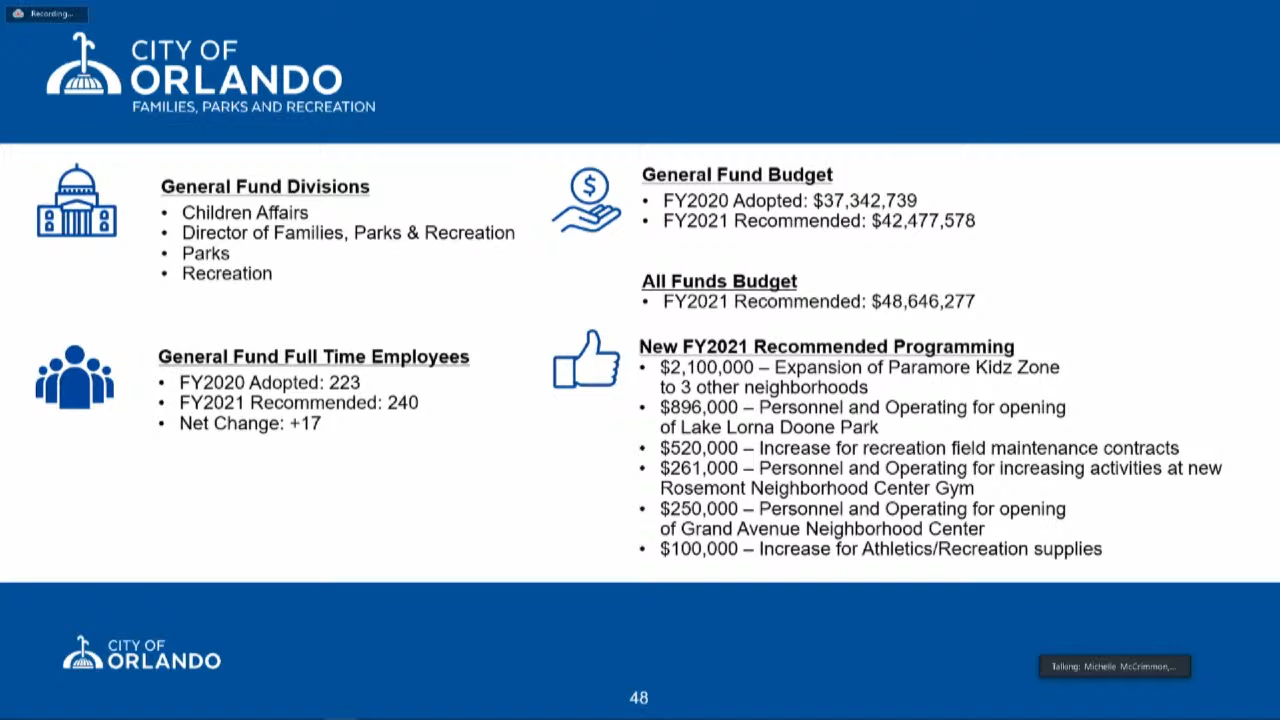 Recording...
CITY OF
ORLANDO
FAMILIES, PARKS AND RECREATION
General Fund Divisions
• Children Affairs
• Director of Families, Parks & Recreation
• Parks
• Recreation
General Fund Full Time Employees
• FY2020 Adopted: 223
• FY2021 Recommended: 240
• Net Change: +17
$
General Fund Budget
• FY2020 Adopted: $37,342,739
• FY2021 Recommended: $42,477,578
All Funds Budget
• FY2021 Recommended: $48,646,277
New FY2021 Recommended Programming
• $2,100,000 – Expansion of Paramore Kidz Zone
to 3 other neighborhoods
• $896,000 – Personnel and Operating for opening
of Lake Lorna Doone Park
• $520,000 – Increase for recreation field maintenance contracts
• $261,000 – Personnel and Operating for increasing activities at new
Rosemont Neighborhood Center Gym
• $250,000 – Personnel and Operating for opening
of Grand Avenue Neighborhood Center
• $100,000 – Increase for Athletics/Recreation supplies
CITY OF
ORLANDO
Talking: Michelle McCrimmon,...
48